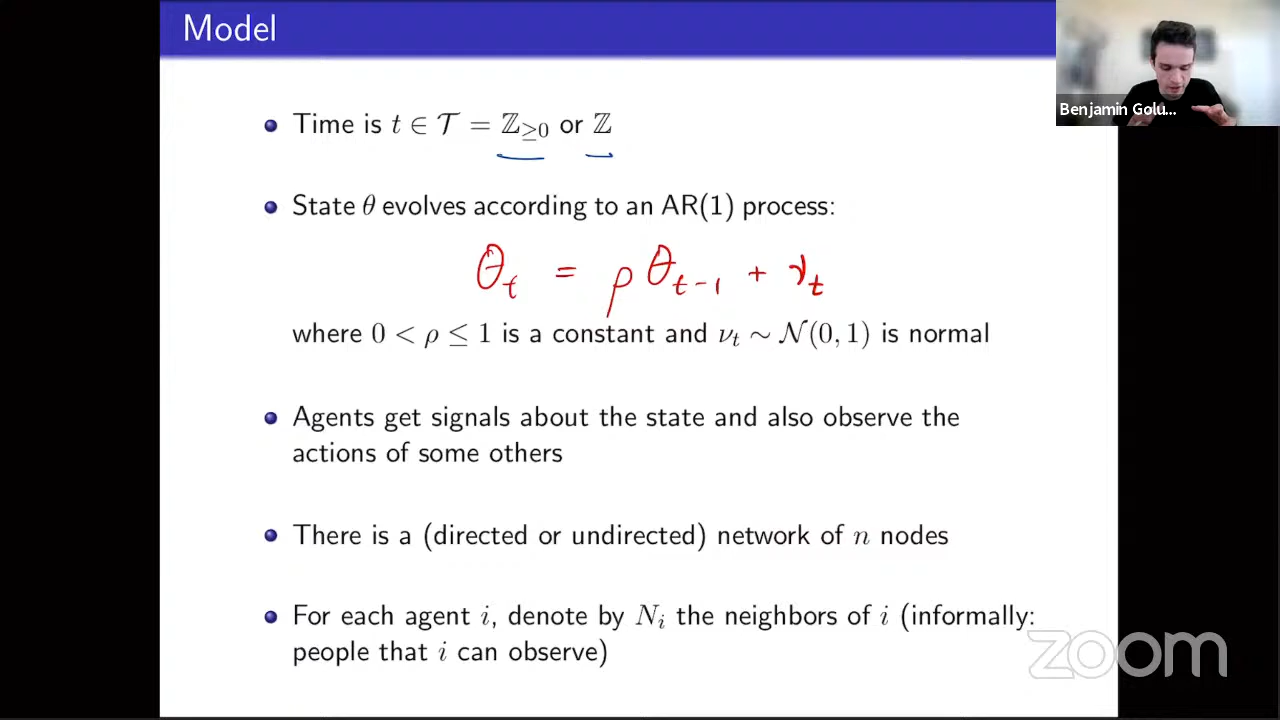 Model
Benjamin Golu...
Time is t ∈ 𝒯 = ℤ≥0 or ℤ
State θ evolves according to an AR(1) process:
θt = ρθt−1 + νt
where 0 < ρ ≤ 1 is a constant and νt ∼ 𝒩(0, 1) is normal
Agents get signals about the state and also observe the
actions of some others
There is a (directed or undirected) network of n nodes
For each agent i, denote by Ni the neighbors of i (informally:
people that i can observe)
zoom